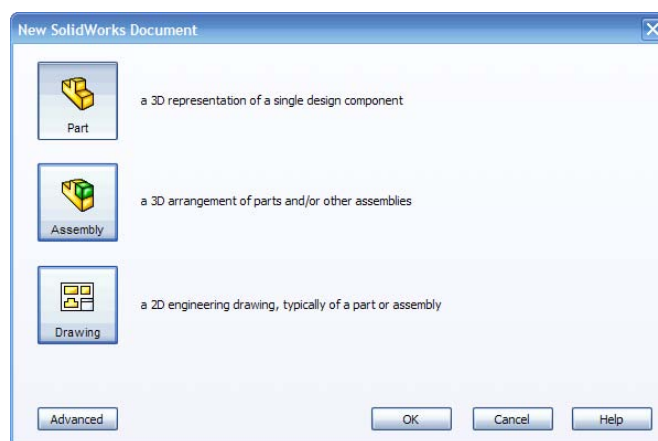 New SolidWorks Document
Part
a 3D representation of a single design component
Assembly
a 3D arrangement of parts and/or other assemblies
Drawing
a 2D engineering drawing, typically of a part or assembly
Advanced
OK
Cancel
Help